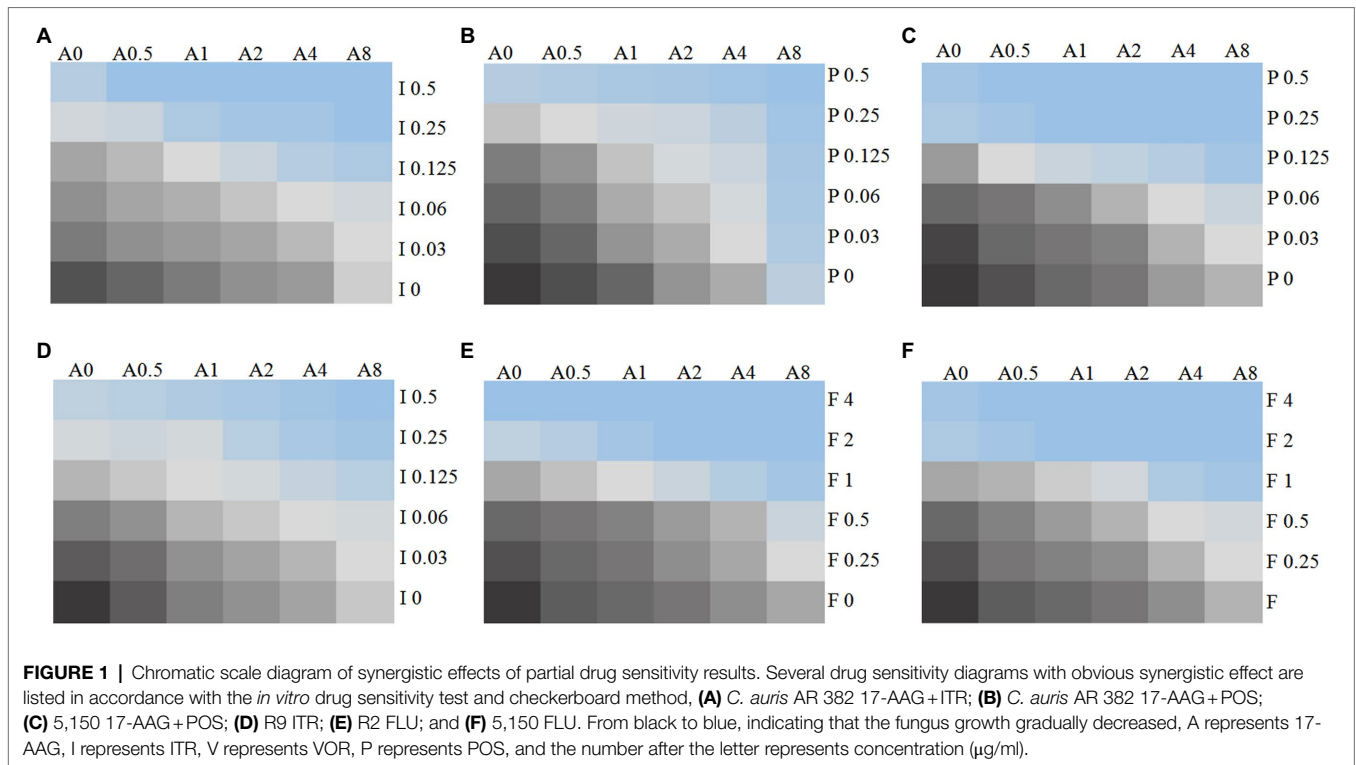 A B C
A0 A0.5 A1 A2 A4 A8
I 0.5
I 0.25
I 0.125
I 0.06
I 0.03
I 0
A0 A0.5 A1 A2 A4 A8
P 0.5
P 0.25
P 0.125
P 0.06
P 0.03
P 0
A0 A0.5 A1 A2 A4 A8
P 0.5
P 0.25
P 0.125
P 0.06
P 0.03
P 0
D E F
A0 A0.5 A1 A2 A4 A8
I 0.5
I 0.25
I 0.125
I 0.06
I 0.03
I 0
A0 A0.5 A1 A2 A4 A8
F 4
F 2
F 1
F 0.5
F 0.25
F 0
A0 A0.5 A1 A2 A4 A8
F 4
F 2
F 1
F 0.5
F 0.25
F
FIGURE 1 | Chromatic scale diagram of synergistic effects of partial drug sensitivity results. Several drug sensitivity diagrams with obvious synergistic effect are
listed in accordance with the in vitro drug sensitivity test and checkerboard method, (A) C. auris AR 382 17-AAG+ITR; (B) C. auris AR 382 17-AAG+POS;
(C) 5,150 17-AAG+POS; (D) R9 ITR; (E) R2 FLU; and (F) 5,150 FLU. From black to blue, indicating that the fungus growth gradually decreased, A represents 17-
AAG, I represents ITR, V represents VOR, P represents POS, and the number after the letter represents concentration (μg/ml).